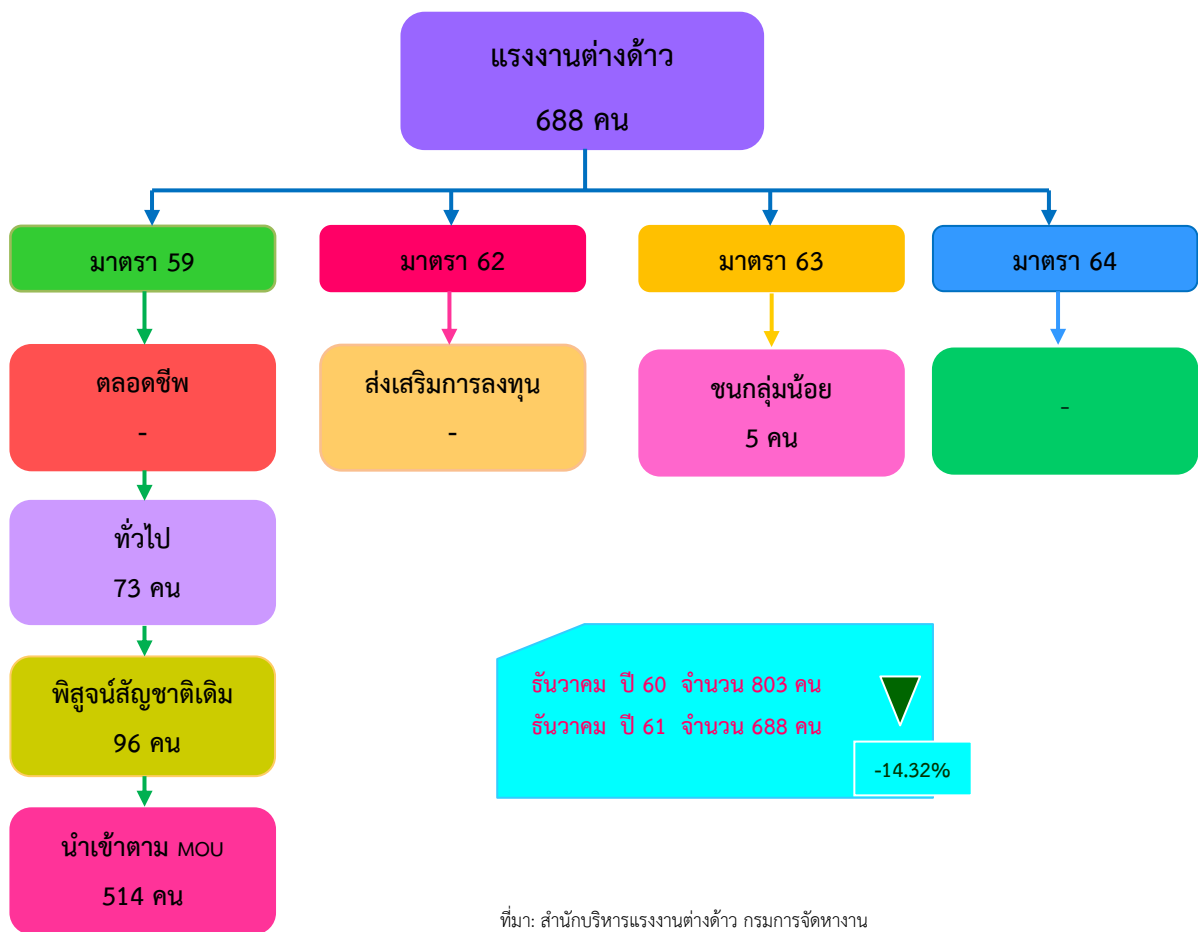 แรงงานต่างด้าว
688 คน
มาตรา 59
มาตรา 62
มาตรา 63
มาตรา 64
ตลอดชีพ
-
ส่งเสริมการลงทุน
-
ชนกลุ่มน้อย
5 คน
-
ทั่วไป
73 คน
พิสูจน์สัญชาติเดิม
96 คน
นำเข้าตาม MOU
514 คน
ธันวาคม ปี 60 จำนวน 803 คน
ธันวาคม ปี 61 จำนวน 688 คน
-14.32%
ที่มา: สำนักบริหารแรงงานต่างด้าว กรมการจัดหางาน